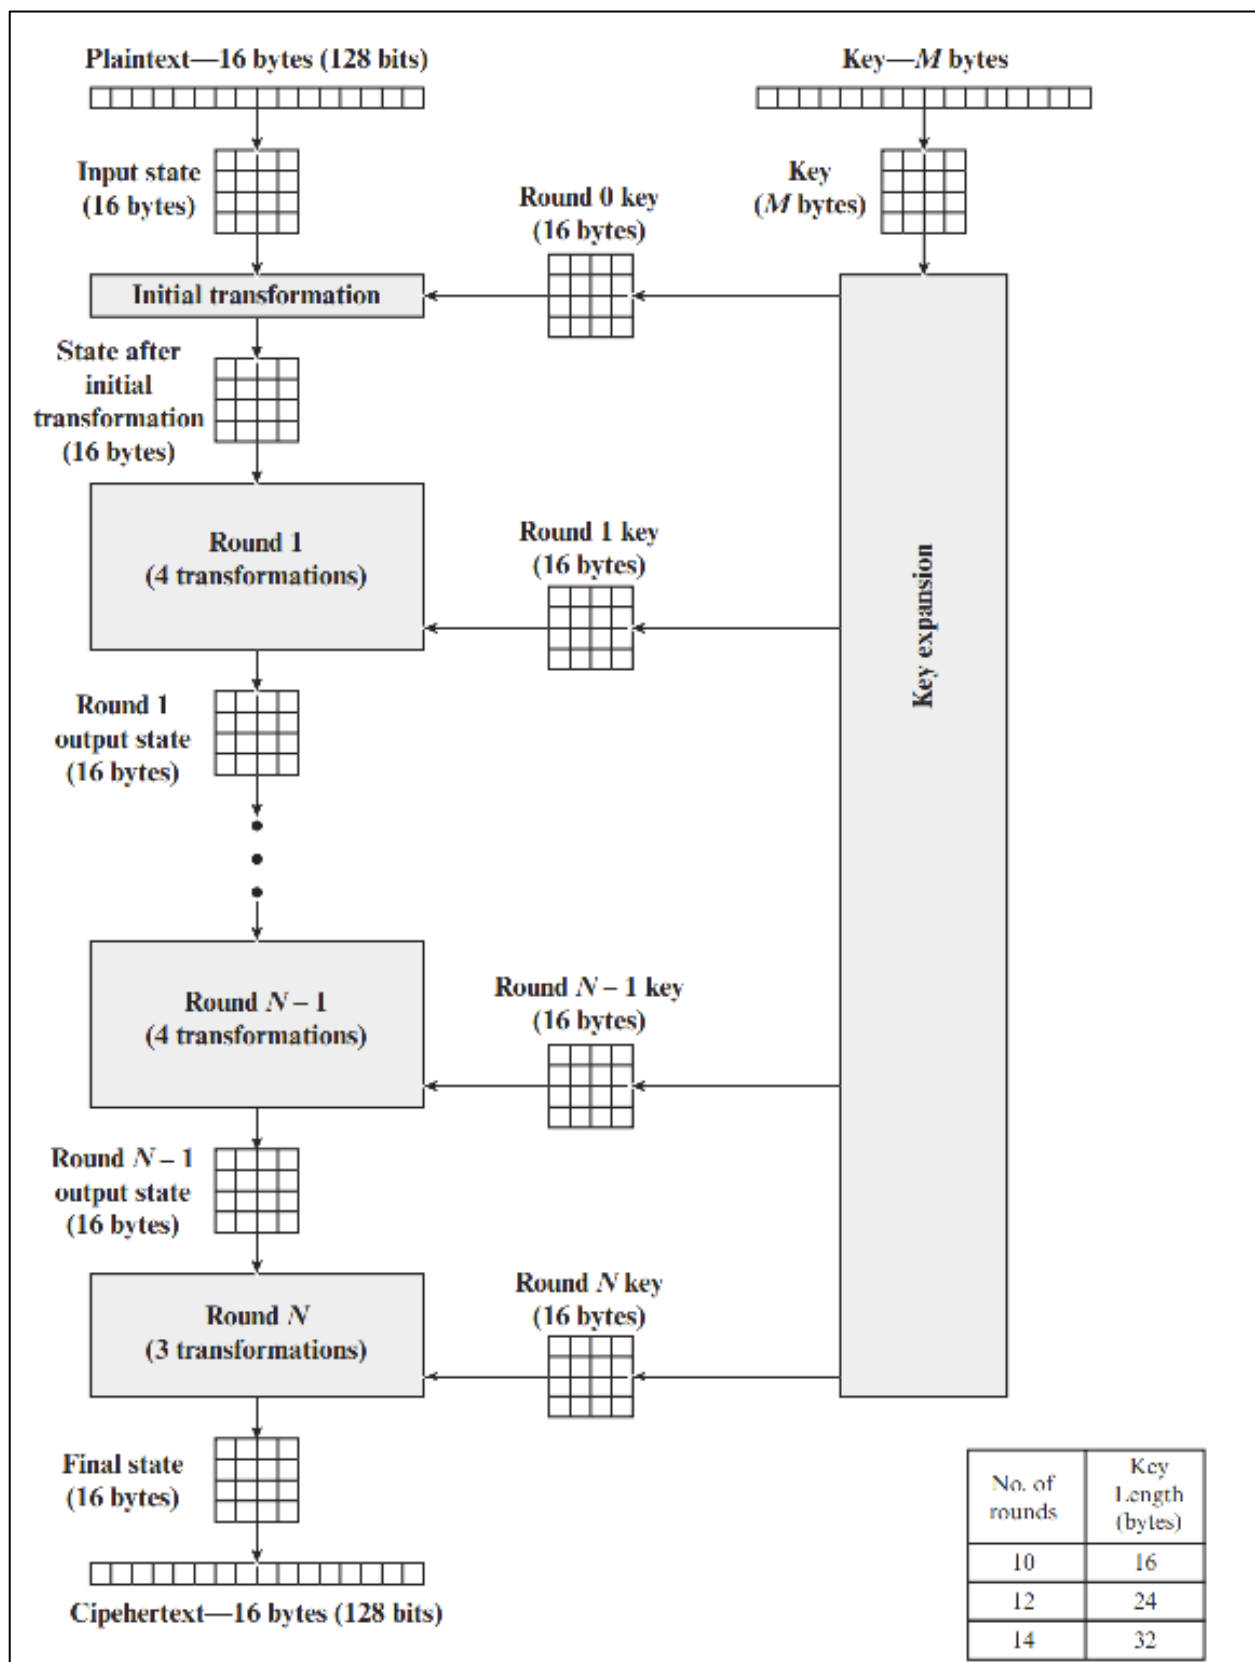 Plaintext—16 bytes (128 bits)
Key—M bytes
Input state
(16 bytes)
Round 0 key
(16 bytes)
Key
(M bytes)
Initial transformation
State after
initial
transformation
(16 bytes)
Round 1
(4 transformations)
Round 1 key
(16 bytes)
Key expansion
Round 1
output state
(16 bytes)
Round N – 1
(4 transformations)
Round N – 1 key
(16 bytes)
Round N – 1
output state
(16 bytes)
Round N
(3 transformations)
Round N key
(16 bytes)
Final state
(16 bytes)
Cipehertext—16 bytes (128 bits)
No. of
rounds
Key
Length
(bytes)
10 16
12 24
14 32